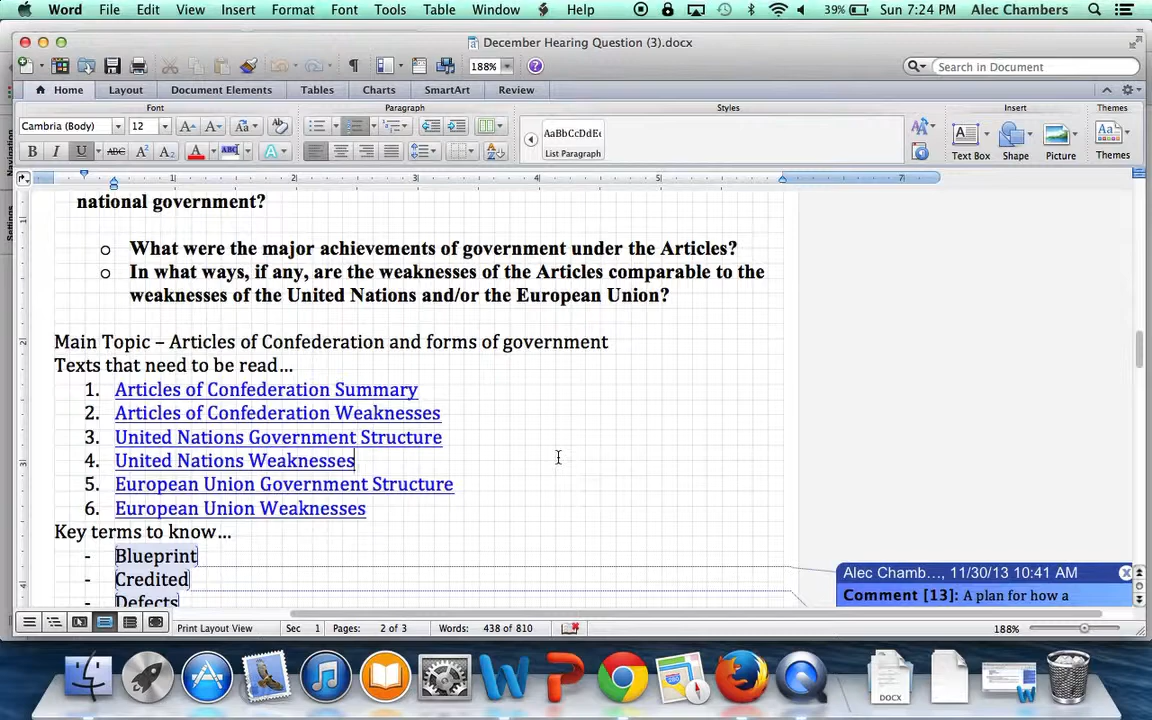 Word File Edit View Insert Format Font Tools Table Window Help 39% Sun 7:24 PM Alec Chambers
December Hearing Question (3).docx
188% Search in Document
Home Layout Document Elements Tables Charts SmartArt Review
Font Paragraph Styles Insert Themes
Cambria (Body) 12 AaBbCcDdEe
List Paragraph Text Box Shape Picture Themes
national government?
o What were the major achievements of government under the Articles?
o In what ways, if any, are the weaknesses of the Articles comparable to the
weaknesses of the United Nations and/or the European Union?
Main Topic – Articles of Confederation and forms of government
Texts that need to be read…
1. Articles of Confederation Summary
2. Articles of Confederation Weaknesses
3. United Nations Government Structure
4. United Nations Weaknesses
5. European Union Government Structure
6. European Union Weaknesses
Key terms to know…
- Blueprint
- Credited
- Defects
Alec Chamb..., 11/30/13 10:41 AM
Comment [13]: A plan for how a
Print Layout View Sec 1 Pages: 2 of 3 Words: 438 of 810 188%
DOCX